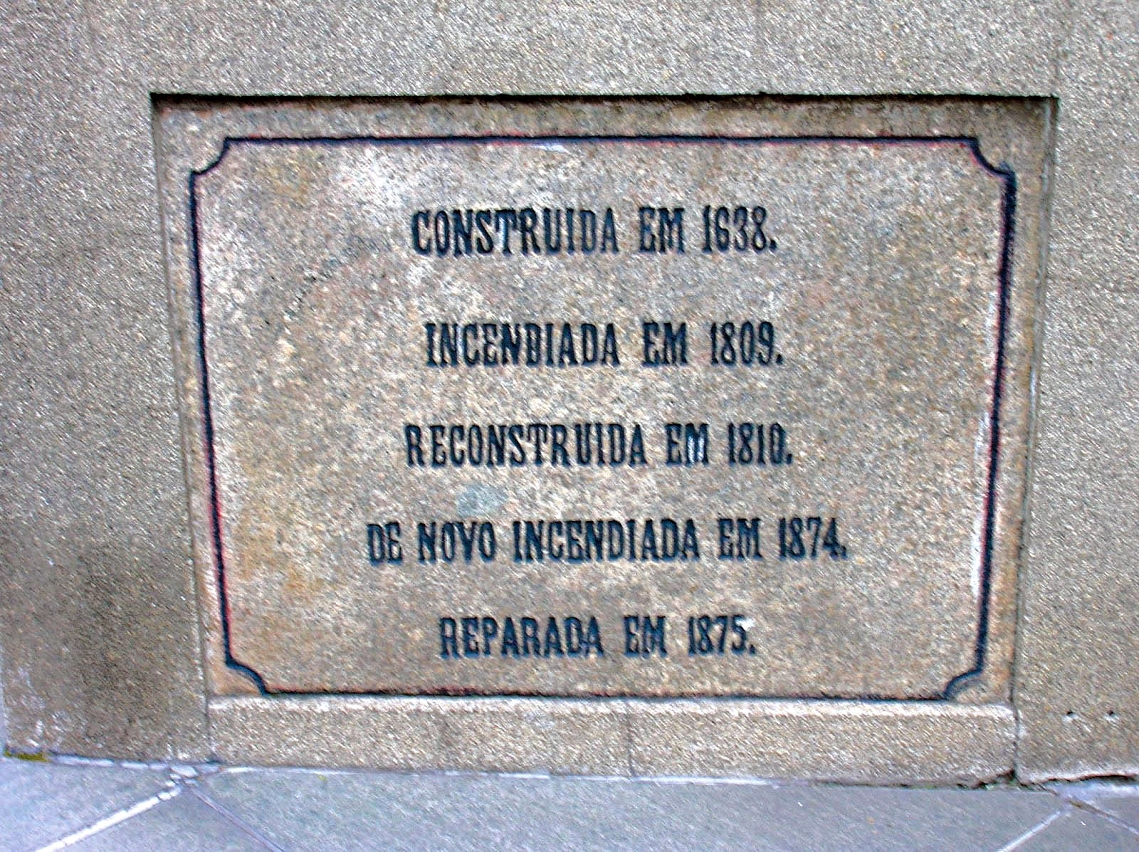 CONSTRUIDA EM 1638.
INCENDIADA EM 1809.
RECONSTRUIDA EM 1810.
DE NOVO INCENDIADA EM 1874.
REPARADA EM 1875.